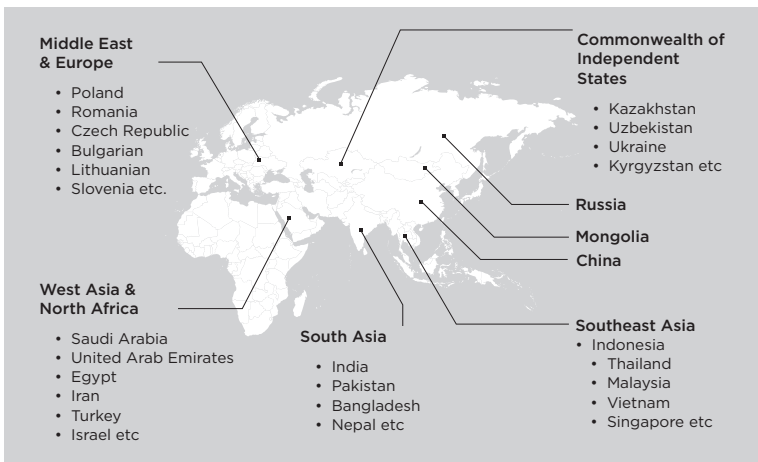 Middle East
& Europe
• Poland
• Romania
• Czech Republic
• Bulgarian
• Lithuanian
• Slovenia etc.
Commonwealth of
Independent
States
• Kazakhstan
• Uzbekistan
• Ukraine
• Kyrgyzstan etc
Russia
Mongolia
China
West Asia &
North Africa
• Saudi Arabia
• United Arab Emirates
• Egypt
• Iran
• Turkey
• Israel etc
South Asia
• India
• Pakistan
• Bangladesh
• Nepal etc
Southeast Asia
• Indonesia
• Thailand
• Malaysia
• Vietnam
• Singapore etc